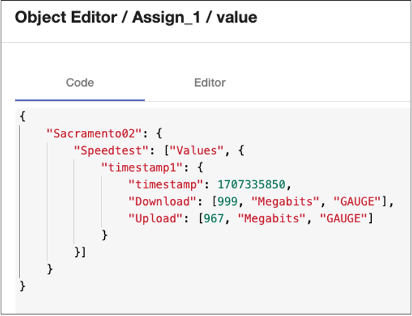 Object Editor / Assign_1 / value
Code Editor
{
    "Sacramento02": {
        "Speedtest": ["Values", {
            "timestamp1": {
                "timestamp": 1707335850,
                "Download": [999, "Megabits", "GAUGE"],
                "Upload": [967, "Megabits", "GAUGE"]
            }
        }]
    }
}